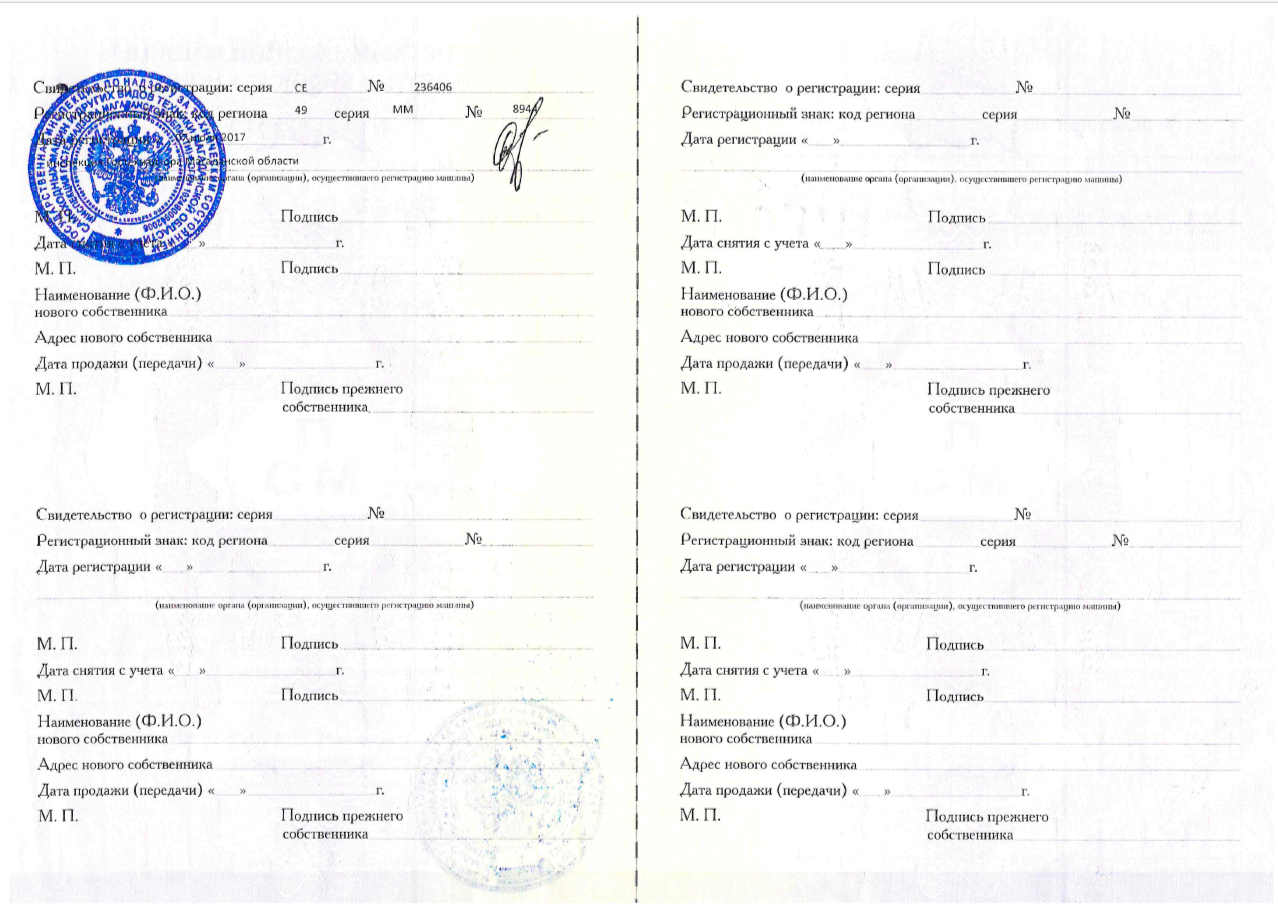 Свидетельство о регистрации: серия СЕ № 236406
Регистрационный знак: код региона 49 серия ММ № 894
Дата регистрации 2017 г.
инспекция Гостехнадзора Магаданской области
(наименование органа (организации), осуществившего регистрацию машины)
М. П. Подпись
Дата снятия с учета « » г.
М. П. Подпись
Наименование (Ф.И.О.)
нового собственника
Адрес нового собственника
Дата продажи (передачи) « » г.
М. П. Подпись прежнего
собственника
Свидетельство о регистрации: серия №
Регистрационный знак: код региона серия №
Дата регистрации « » г.
(наименование органа (организации), осуществившего регистрацию машины)
М. П. Подпись
Дата снятия с учета « » г.
М. П. Подпись
Наименование (Ф.И.О.)
нового собственника
Адрес нового собственника
Дата продажи (передачи) « » г.
М. П. Подпись прежнего
собственника
Свидетельство о регистрации: серия №
Регистрационный знак: код региона серия №
Дата регистрации « » г.
(наименование органа (организации), осуществившего регистрацию машины)
М. П. Подпись
Дата снятия с учета « » г.
М. П. Подпись
Наименование (Ф.И.О.)
нового собственника
Адрес нового собственника
Дата продажи (передачи) « » г.
М. П. Подпись прежнего
собственника
Свидетельство о регистрации: серия №
Регистрационный знак: код региона серия №
Дата регистрации « » г.
(наименование органа (организации), осуществившего регистрацию машины)
М. П. Подпись
Дата снятия с учета « » г.
М. П. Подпись
Наименование (Ф.И.О.)
нового собственника
Адрес нового собственника
Дата продажи (передачи) « » г.
М. П. Подпись прежнего
собственника